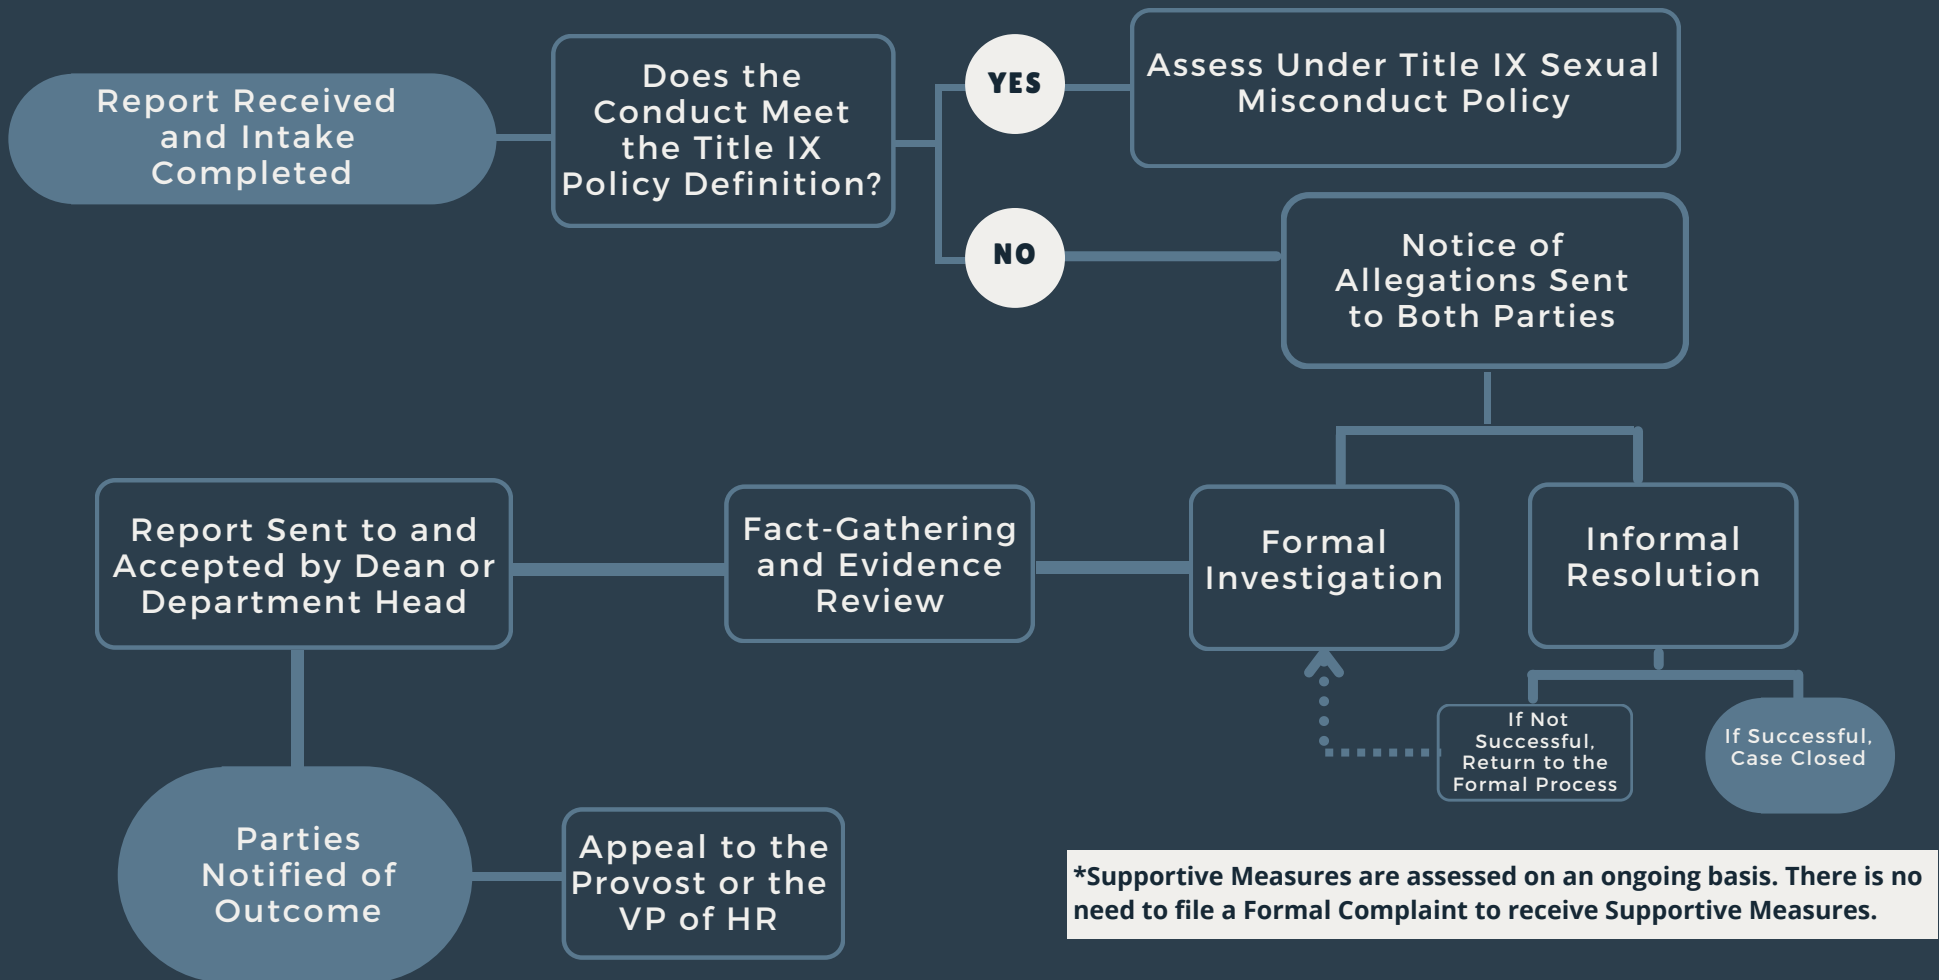 Report Received
and Intake
Completed
Does the
Conduct Meet
the Title IX
Policy Definition?
YES
Assess Under Title IX Sexual
Misconduct Policy
NO
Notice of
Allegations Sent
to Both Parties
Formal
Investigation
Informal
Resolution
Fact-Gathering
and Evidence
Review
Report Sent to and
Accepted by Dean or
Department Head
If Not
Successful,
Return to the
Formal Process
If Successful,
Case Closed
Parties
Notified of
Outcome
Appeal to the
Provost or the
VP of HR
*Supportive Measures are assessed on an ongoing basis. There is no
need to file a Formal Complaint to receive Supportive Measures.